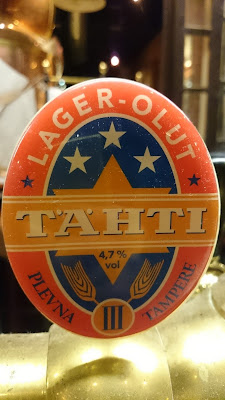 LAGER-OLUT
TÄHTI
4,7 %
vol
PLEVNA
III
TAMPERE